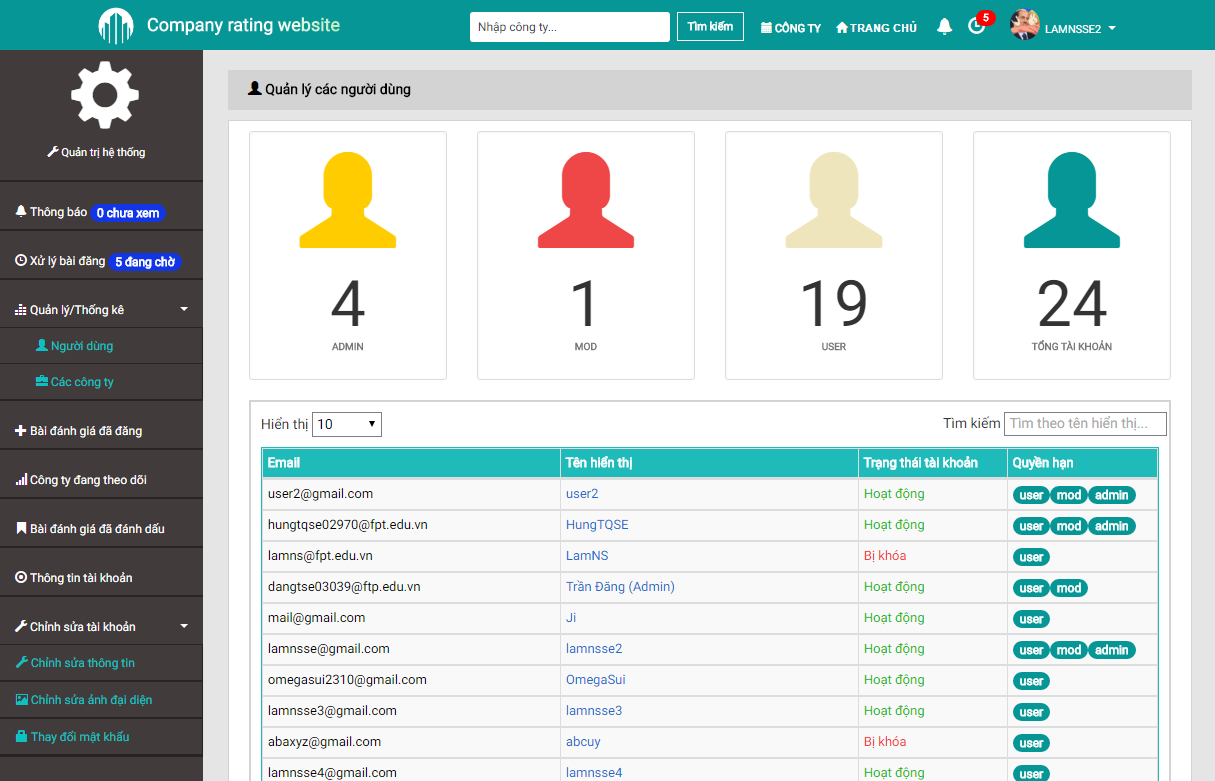 Company rating website
Nhập công ty...
Tìm kiếm
CÔNG TY
TRANG CHỦ
5
LAMNSSE2
Quản trị hệ thống
Thông báo 0 chưa xem
Xử lý bài đăng 5 đang chờ
Quản lý/Thống kê
Người dùng
Các công ty
Bài đánh giá đã đăng
Công ty đang theo dõi
Bài đánh giá đã đánh dấu
Thông tin tài khoản
Chỉnh sửa tài khoản
Chỉnh sửa thông tin
Chỉnh sửa ảnh đại diện
Thay đổi mật khẩu
Quản lý các người dùng
4
ADMIN
1
MOD
19
USER
24
TỔNG TÀI KHOẢN
Hiển thị 10
Tìm kiếm Tìm theo tên hiển thị...
Email Tên hiển thị Trạng thái tài khoản Quyền hạn
user2@gmail.com user2 Hoạt động user mod admin
hungtqse02970@fpt.edu.vn HungTQSE Hoạt động user mod admin
lamns@fpt.edu.vn LamNS Bị khóa user
dangtse03039@ftp.edu.vn Trần Đăng (Admin) Hoạt động user mod
mail@gmail.com Ji Hoạt động user
lamnsse@gmail.com lamnsse2 Hoạt động user mod admin
omegasui2310@gmail.com OmegaSui Hoạt động user
lamnsse3@gmail.com lamnsse3 Hoạt động user
abaxyz@gmail.com abcuy Bị khóa user
lamnsse4@gmail.com lamnsse4 Hoạt động user